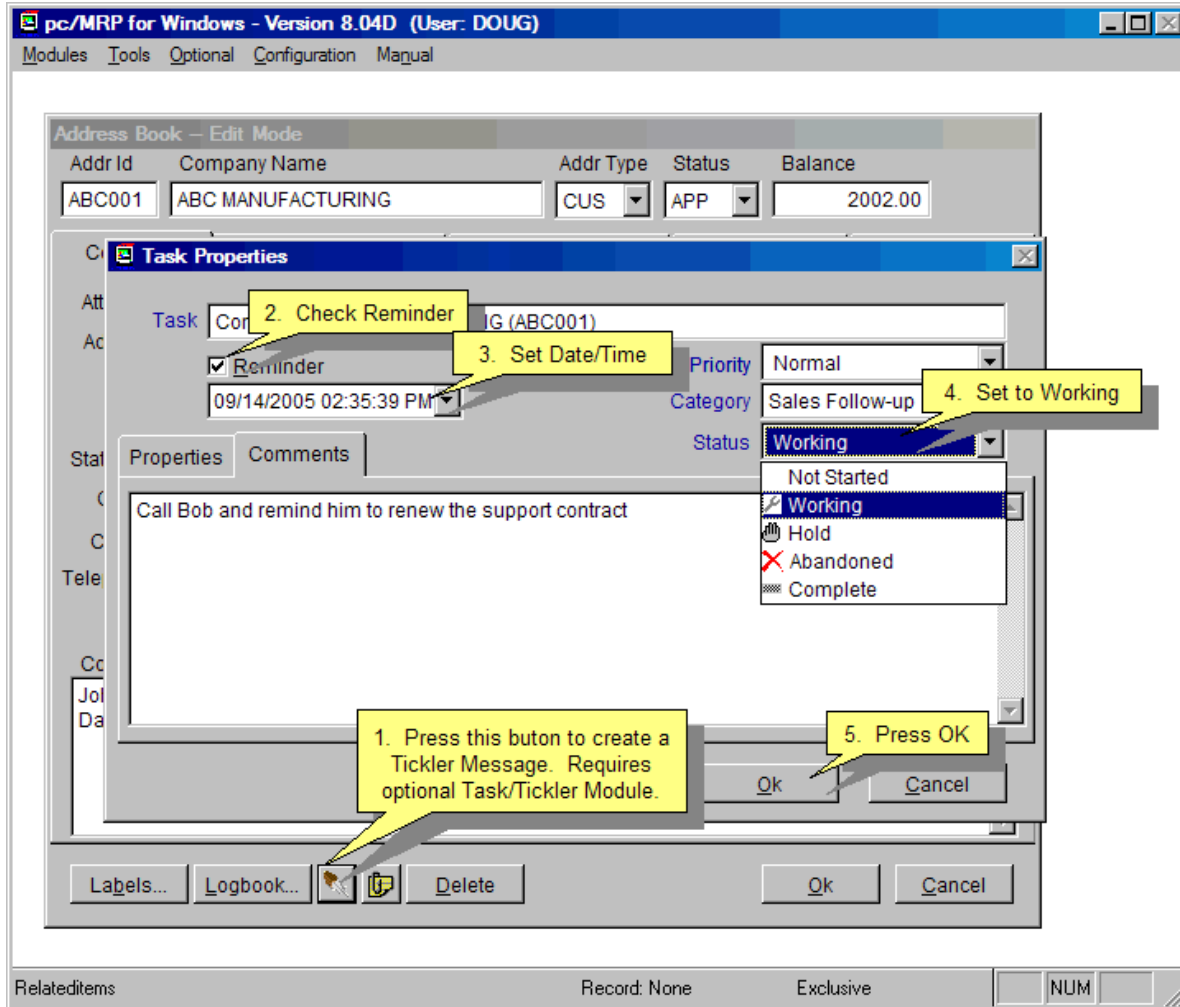 pc/MRP for Windows - Version 8.04D (User: DOUG)
Modules Tools Optional Configuration Manual
Address Book – Edit Mode
Addr Id Company Name Addr Type Status Balance
ABC001 ABC MANUFACTURING CUS APP 2002.00
Task Properties
Task Cor 2. Check Reminder IG (ABC001)
Reminder 3. Set Date/Time Priority Normal
09/14/2005 02:35:39 PM Category Sales Follow-up 4. Set to Working
Status Working
Properties Comments
Not Started
Call Bob and remind him to renew the support contract
Working
Hold
Abandoned
Complete
Tele
Jol
Da
1. Press this buton to create a
Tickler Message. Requires
optional Task/Tickler Module.
5. Press OK
Ok Cancel
Labels... Logbook... Delete Ok Cancel
Relateditems Record: None Exclusive NUM